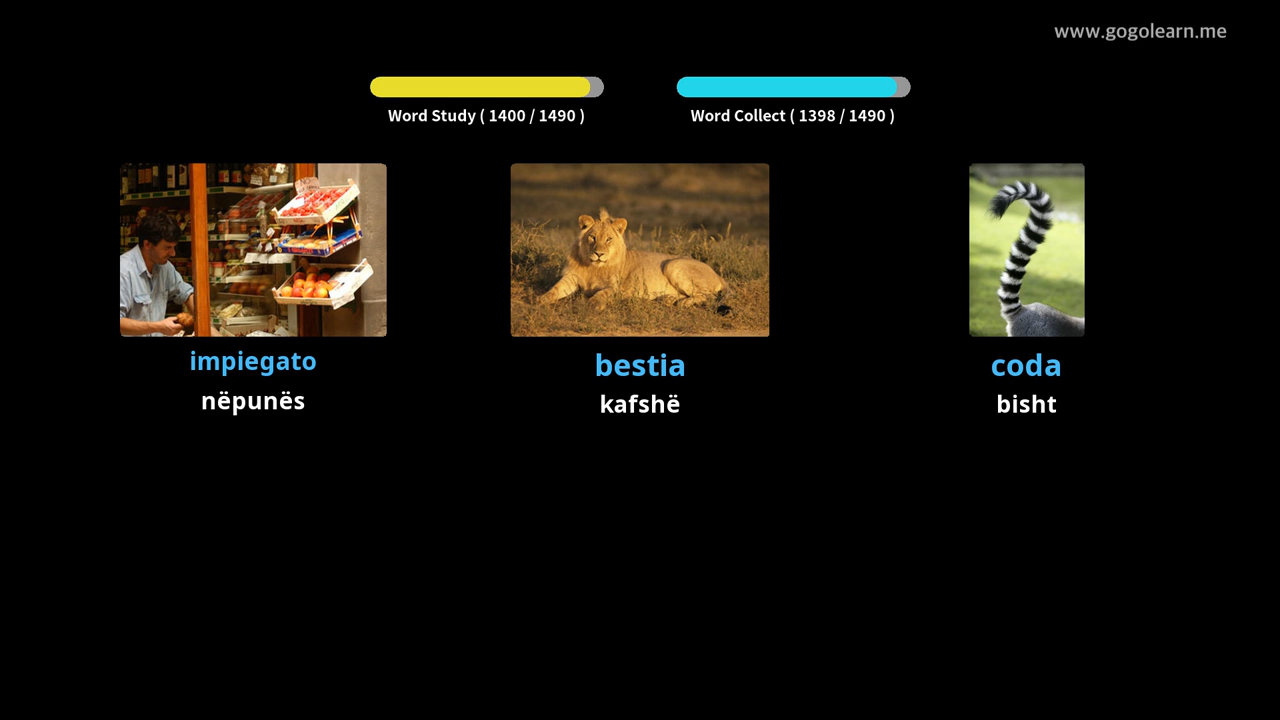 www.gogolearn.me
Word Study ( 1400 / 1490 )
Word Collect ( 1398 / 1490 )
impiegato
bestia
coda
nëpunës
kafshë
bisht